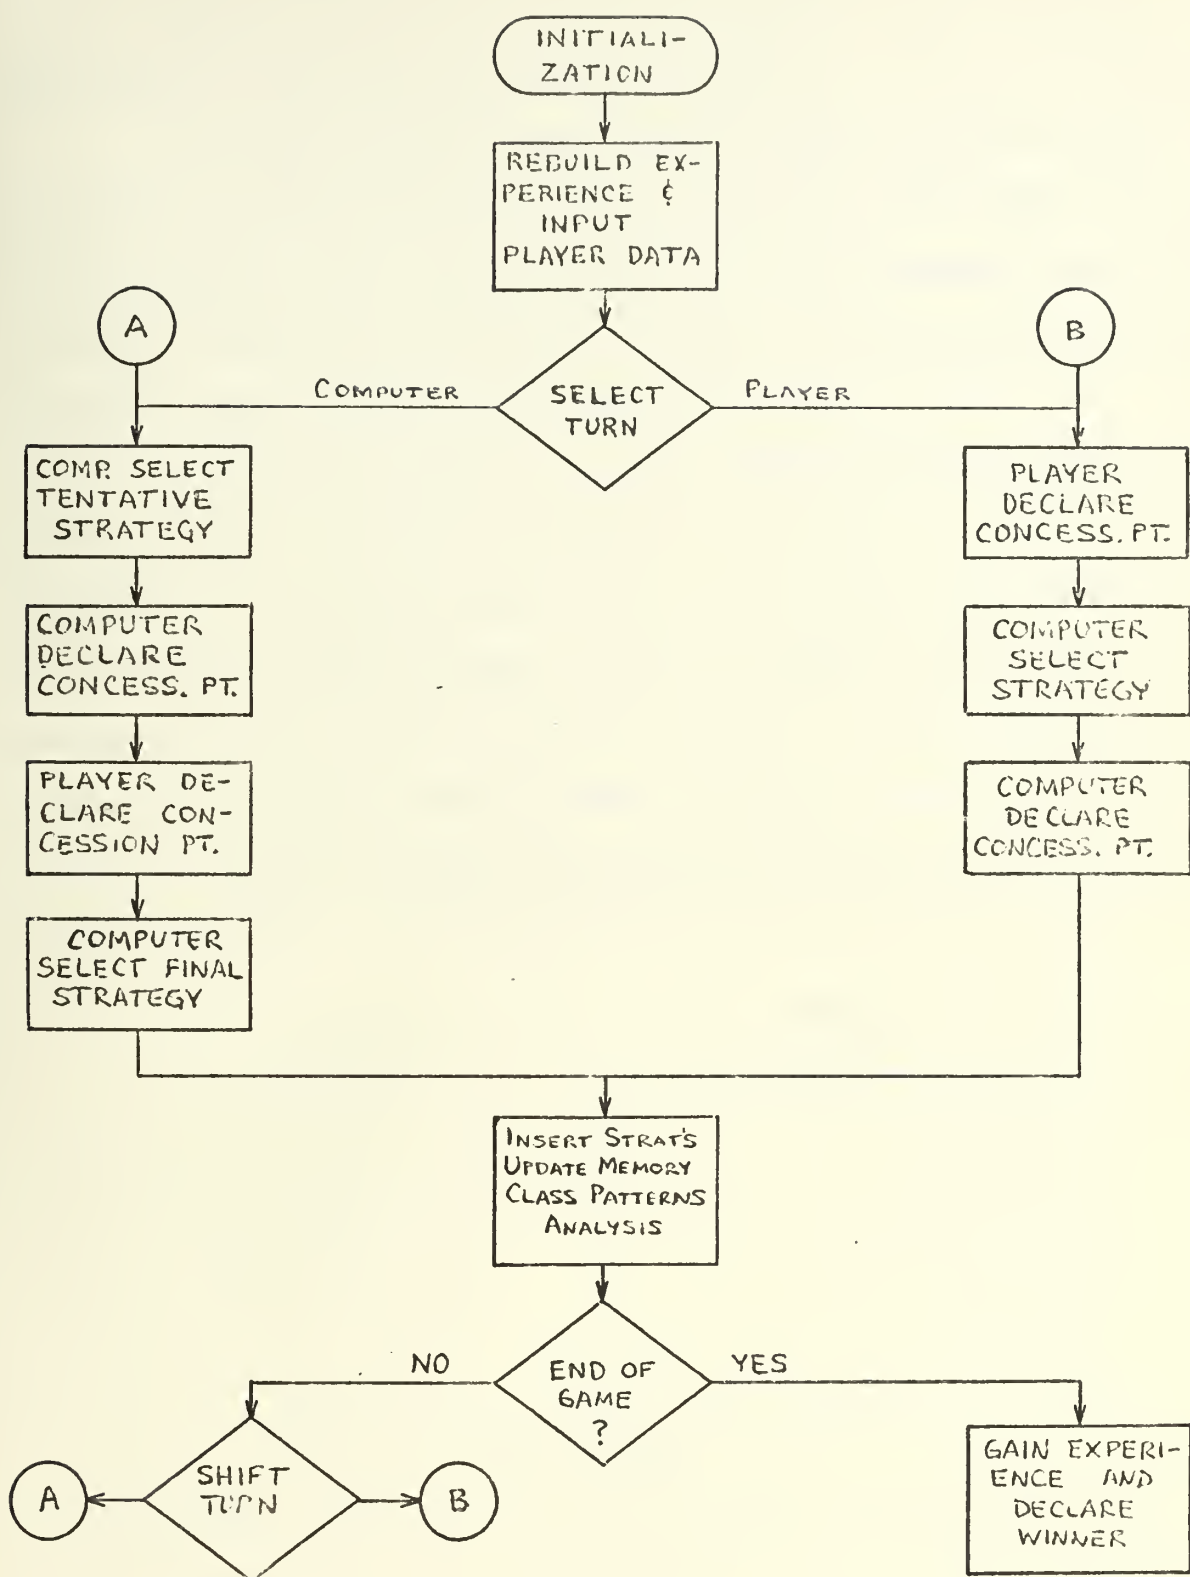 INITIALI-
ZATION
REBUILD EX-
PERIENCE &
INPUT
PLAYER DATA
A
B
COMPUTER
SELECT
TURN
PLAYER
COMP. SELECT
TENTATIVE
STRATEGY
PLAYER
DECLARE
CONCESS. PT.
COMPUTER
DECLARE
CONCESS. PT.
COMPUTER
SELECT
STRATEGY
PLAYER DE-
CLARE CON-
CESSION PT.
COMPUTER
DECLARE
CONCESS. PT.
COMPUTER
SELECT FINAL
STRATEGY
INSERT STRAT'S
UPDATE MEMORY
CLASS PATTERNS
ANALYSIS
NO
END OF
GAME
?
YES
A
SHIFT
TURN
B
GAIN EXPERI-
ENCE AND
DECLARE
WINNER